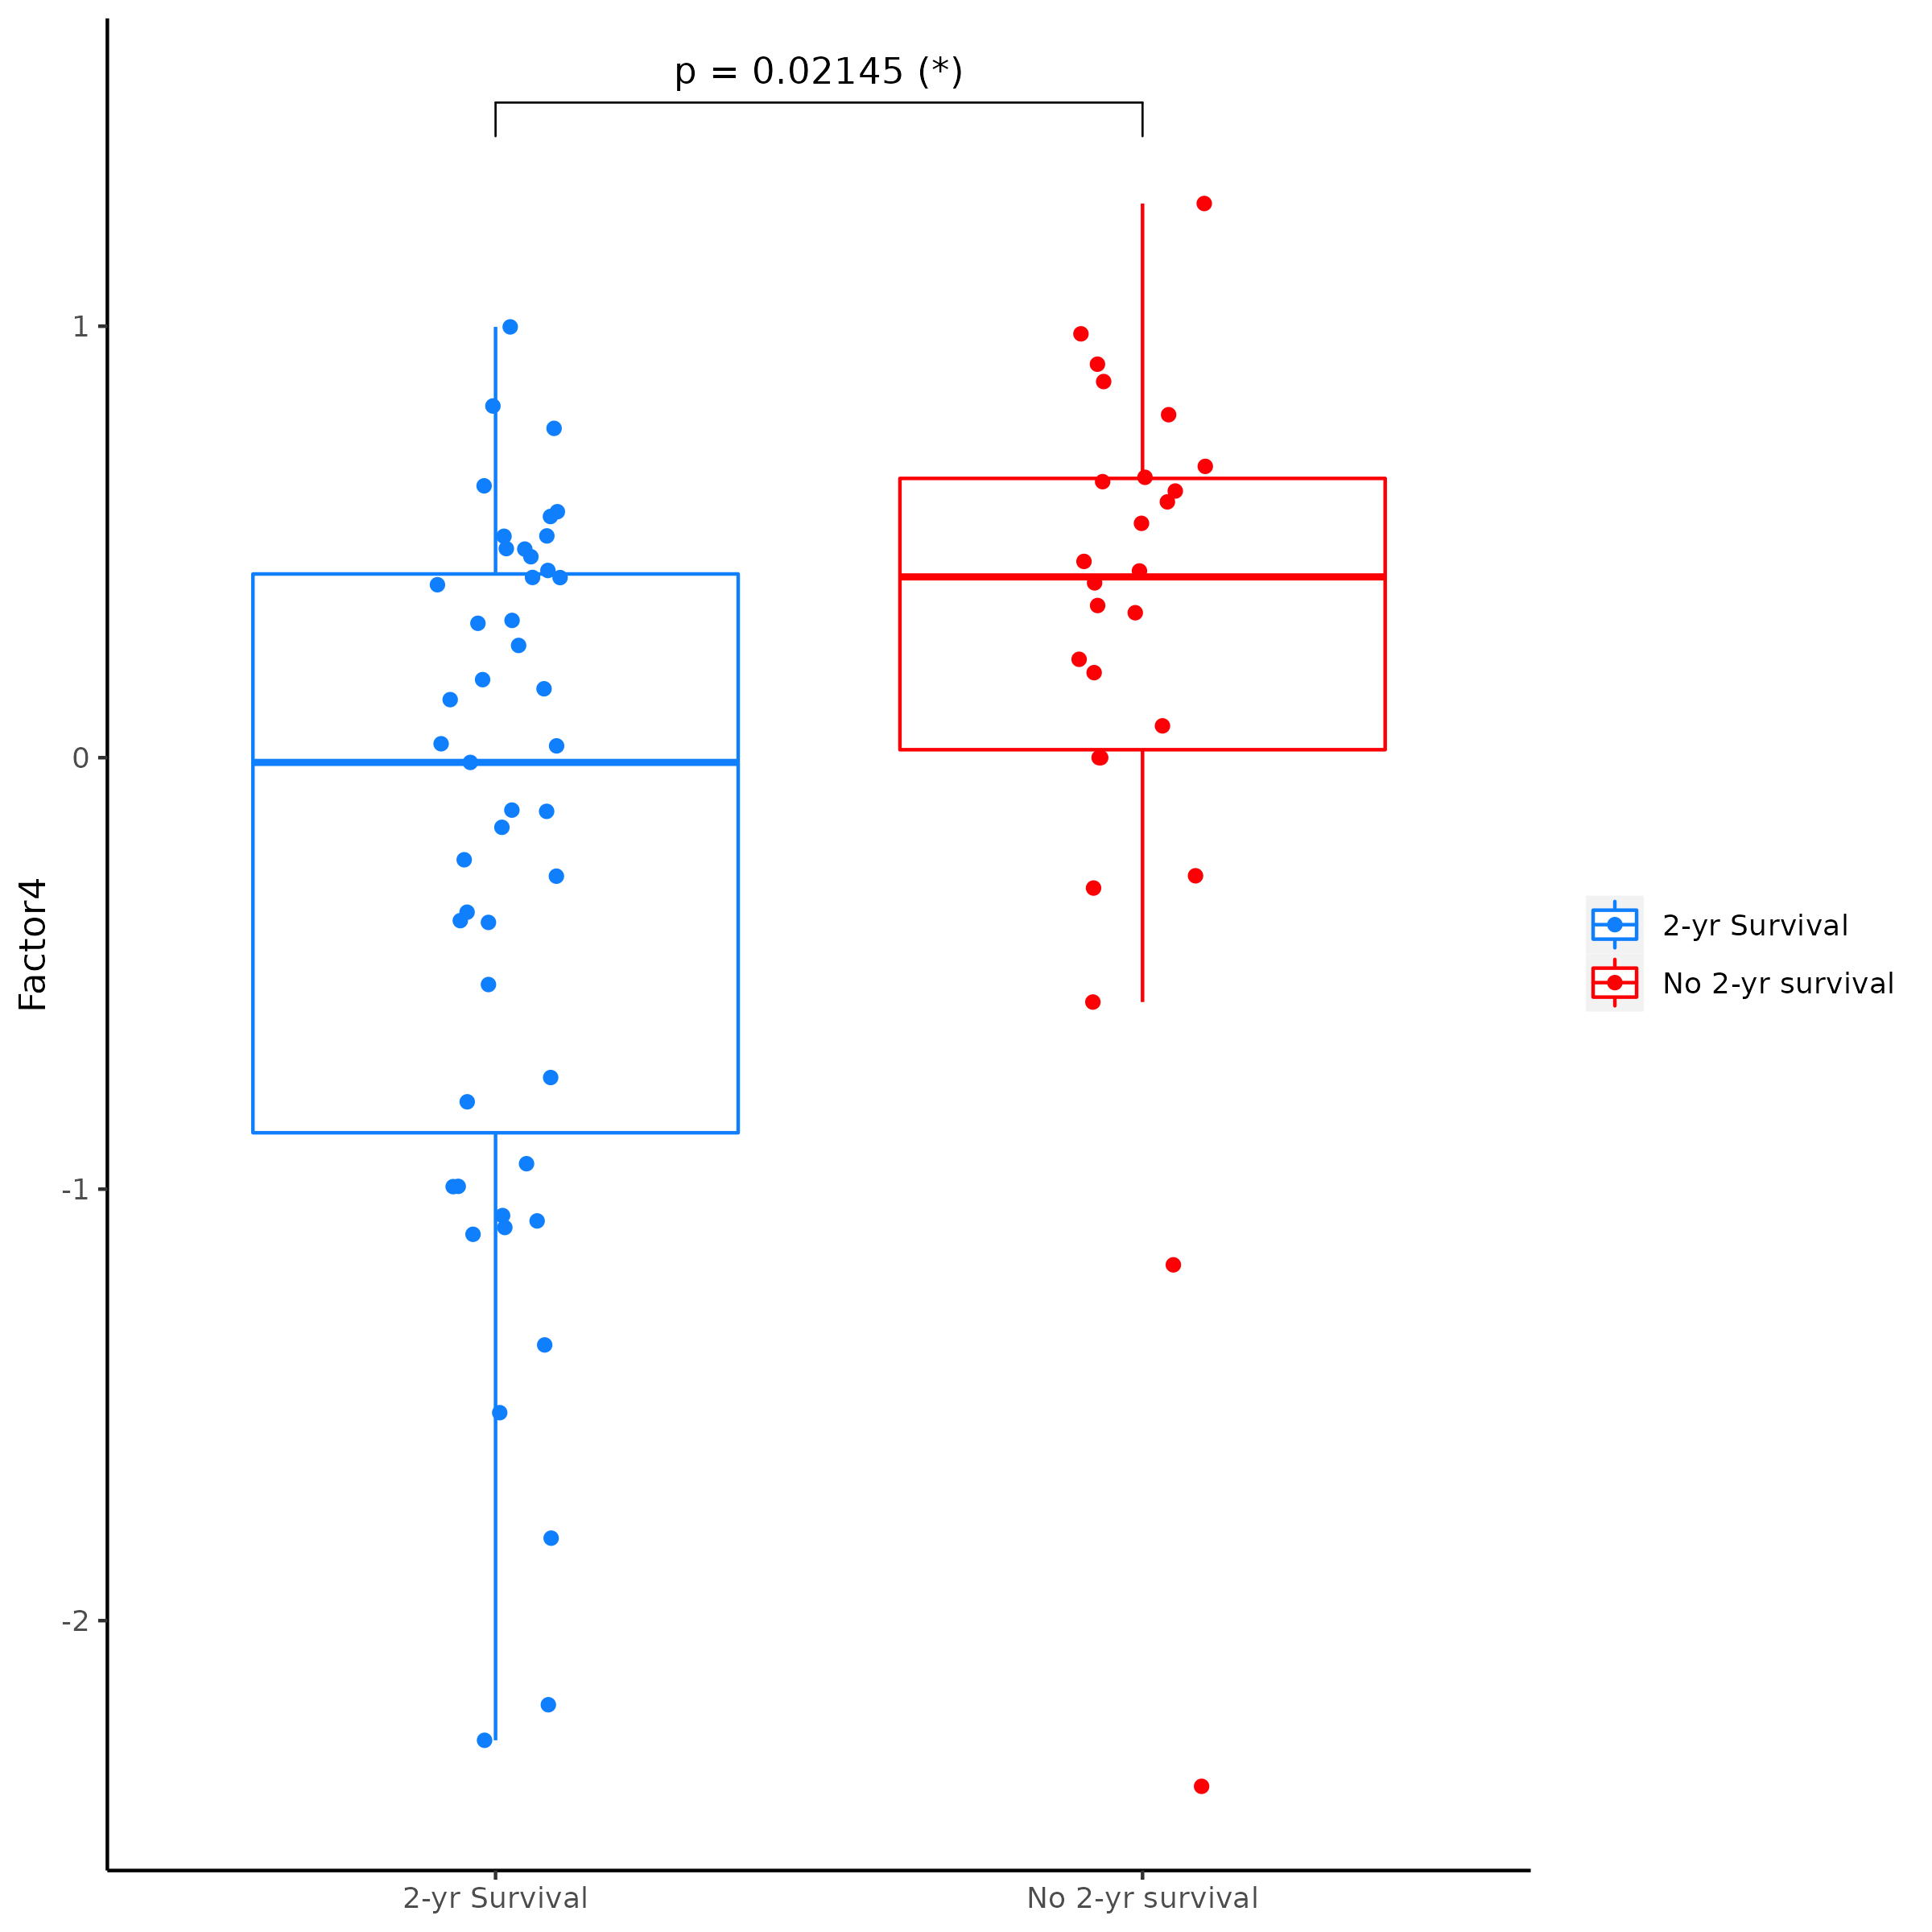 p = 0.02145 (*)
1
0
-1
-2
Factor4
2-yr Survival
No 2-yr survival
2-yr Survival
No 2-yr survival